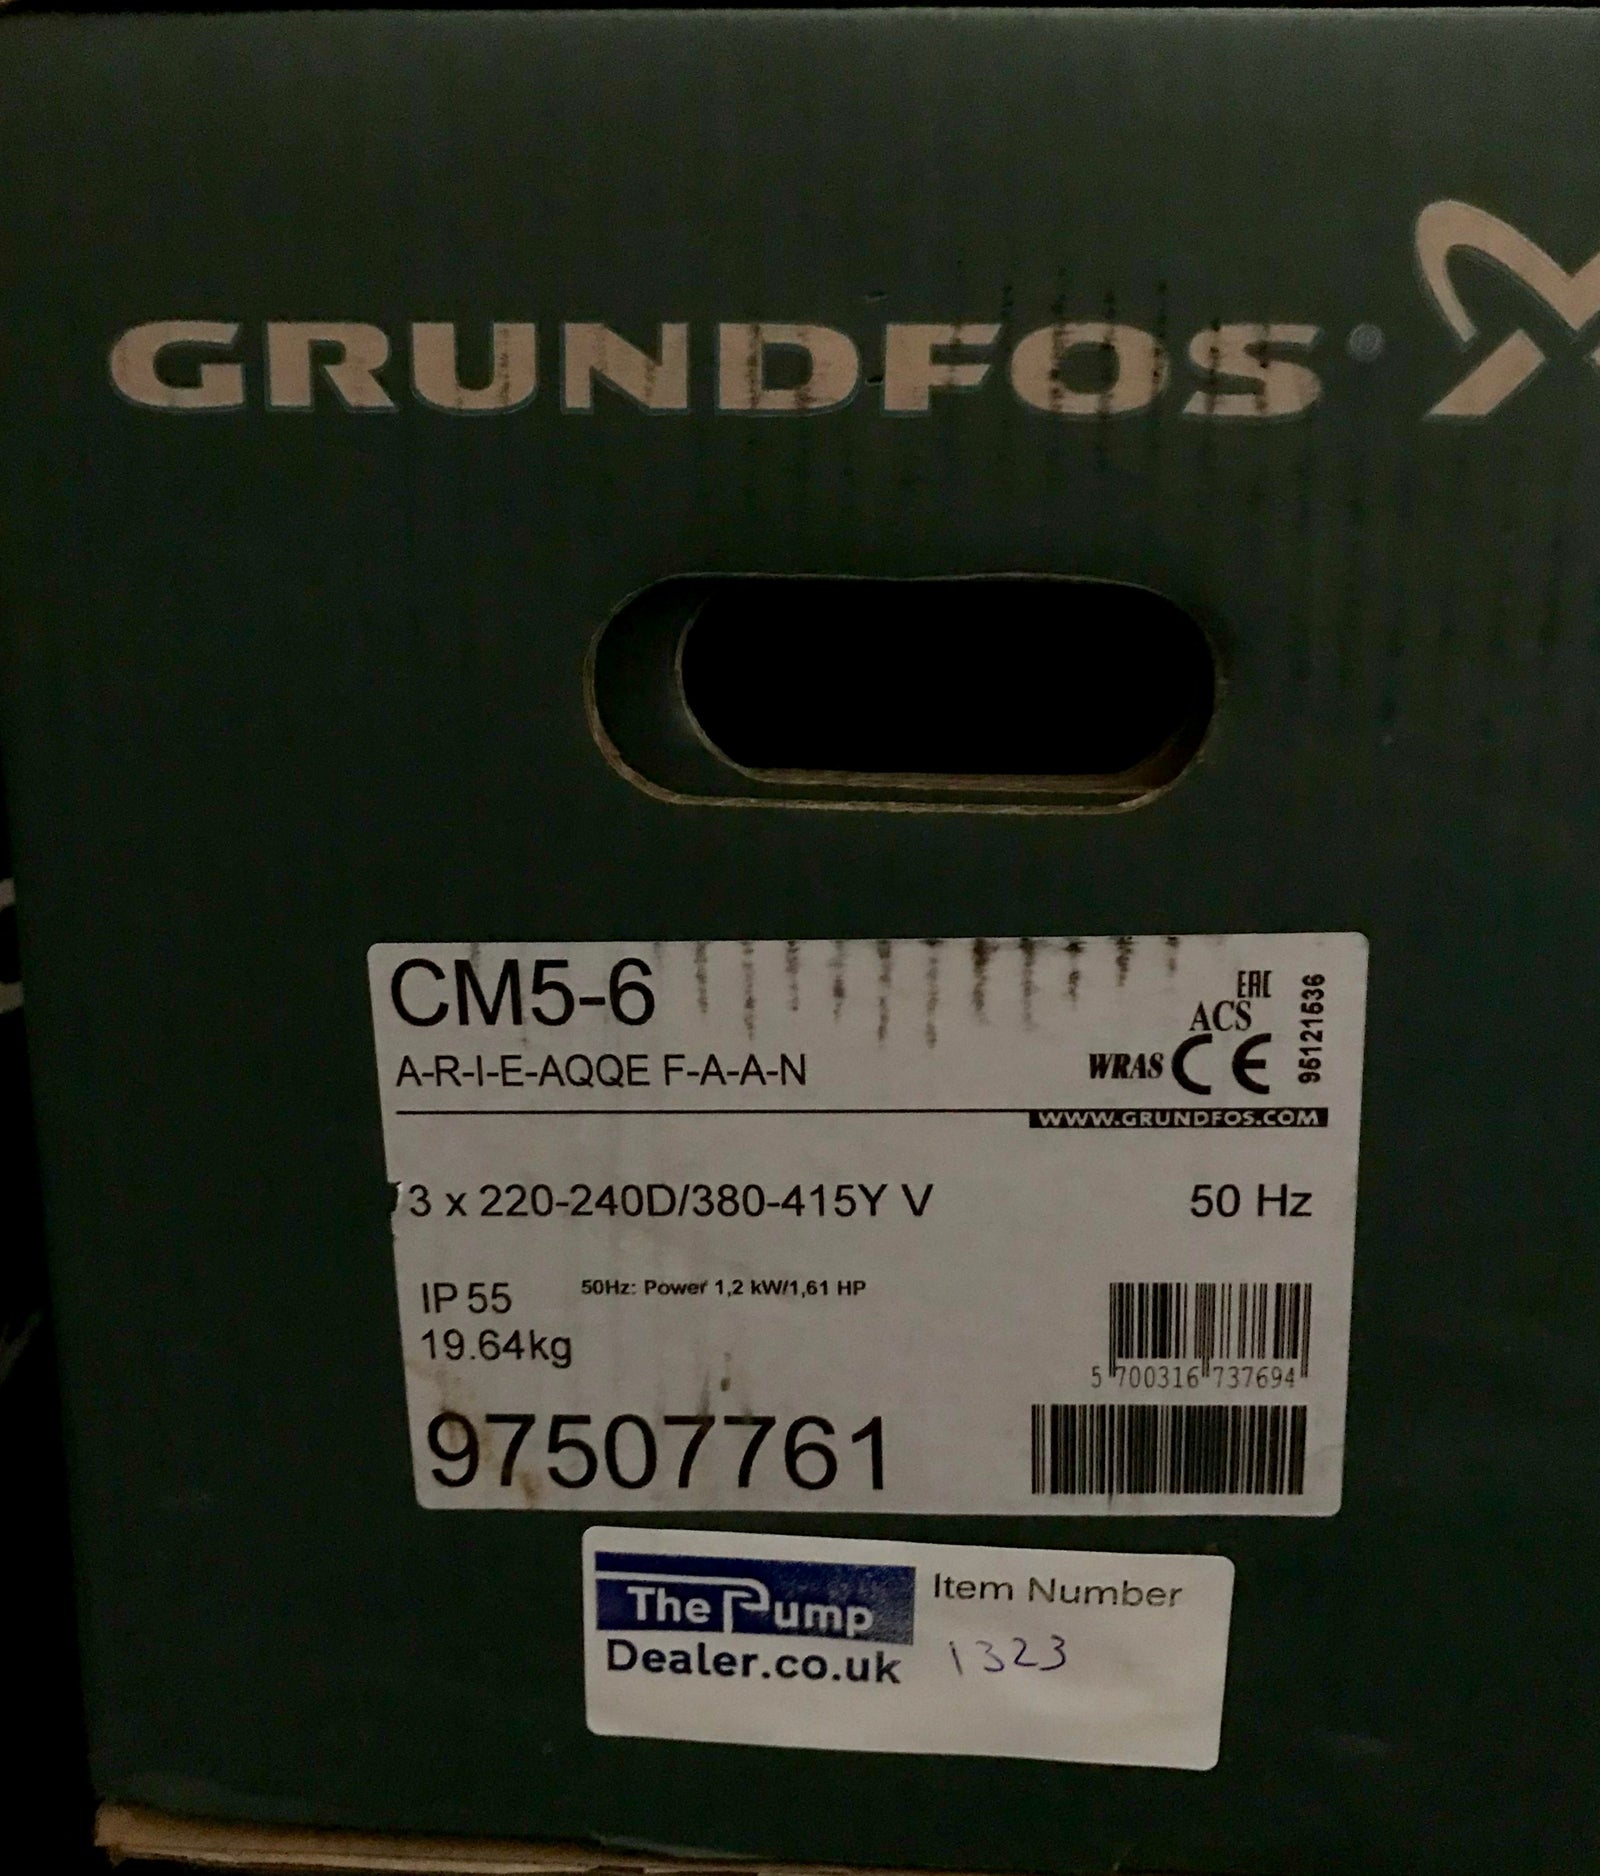 GRUNDFOS
CM5-6
A-R-I-E-AQQE F-A-A-N
EAC
ACS
WRAS CE
96121636
WWW.GRUNDFOS.COM
3 x 220-240D/380-415Y V 50 Hz
IP 55 50Hz: Power 1,2 kW/1,61 HP
19.64kg
5 700316 737694
97507761
The Pump
Dealer.co.uk
Item Number
1323